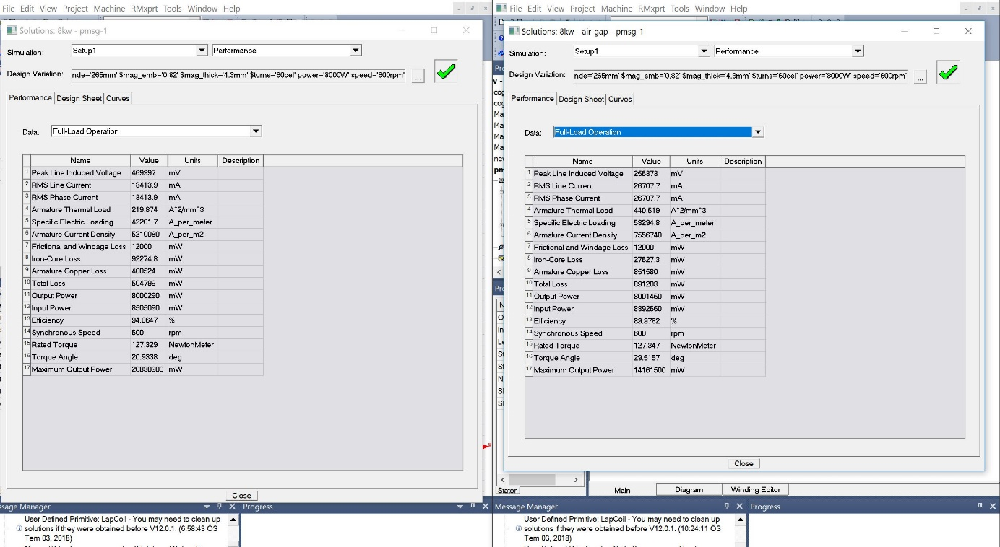 File Edit View Project Machine RMxprt Tools Window Help
Solutions: 8kw - pmsg-1
Simulation: Setup1 Performance
Design Variation: nde='265mm' $mag_emb='0.82' $mag_thick='4.3mm' $turns='60cel' power='8000W' speed='600rpm' ...
Performance Design Sheet Curves
Data: Full-Load Operation
Name Value Units Description
1 Peak Line Induced Voltage 469997 mV
2 RMS Line Current 18413.9 mA
3 RMS Phase Current 18413.9 mA
4 Armature Thermal Load 219.874 A^2/mm^3
5 Specific Electric Loading 42201.7 A_per_meter
6 Armature Current Density 5210080 A_per_m2
7 Frictional and Windage Loss 12000 mW
8 Iron-Core Loss 92274.8 mW
9 Armature Copper Loss 400524 mW
10 Total Loss 504799 mW
11 Output Power 8000290 mW
12 Input Power 8505090 mW
13 Efficiency 94.0647 %
14 Synchronous Speed 600 rpm
15 Rated Torque 127.329 NewtonMeter
16 Torque Angle 20.9338 deg
17 Maximum Output Power 20830900 mW
Close
ssage Manager
Progress
User Defined Primitive: LapCoil - You may need to clean up
solutions if they were obtained before V12.0.1. (6:58:43 ÖS
Tem 03, 2018)
File Edit View Project Machine RMxprt Tools Window Help
Solutions: 8kw - air-gap - pmsg-1
Simulation: Setup1 Performance
Design Variation: nde='265mm' $mag_emb='0.82' $mag_thick='4.3mm' $turns='60cel' power='8000W' speed='600rpm' ...
Performance Design Sheet Curves
Data: Full-Load Operation
Name Value Units Description
1 Peak Line Induced Voltage 256373 mV
2 RMS Line Current 26707.7 mA
3 RMS Phase Current 26707.7 mA
4 Armature Thermal Load 440.519 A^2/mm^3
5 Specific Electric Loading 58294.8 A_per_meter
6 Armature Current Density 7556740 A_per_m2
7 Frictional and Windage Loss 12000 mW
8 Iron-Core Loss 27627.3 mW
9 Armature Copper Loss 851580 mW
10 Total Loss 891208 mW
11 Output Power 8001450 mW
12 Input Power 8892660 mW
13 Efficiency 89.9782 %
14 Synchronous Speed 600 rpm
15 Rated Torque 127.347 NewtonMeter
16 Torque Angle 29.5157 deg
17 Maximum Output Power 14161500 mW
Close
Stator
Main Diagram Winding Editor
Message Manager
Progress
User Defined Primitive: LapCoil - You may need to clean up
solutions if they were obtained before V12.0.1. (10:24:11 ÖS
Tem 03, 2018)